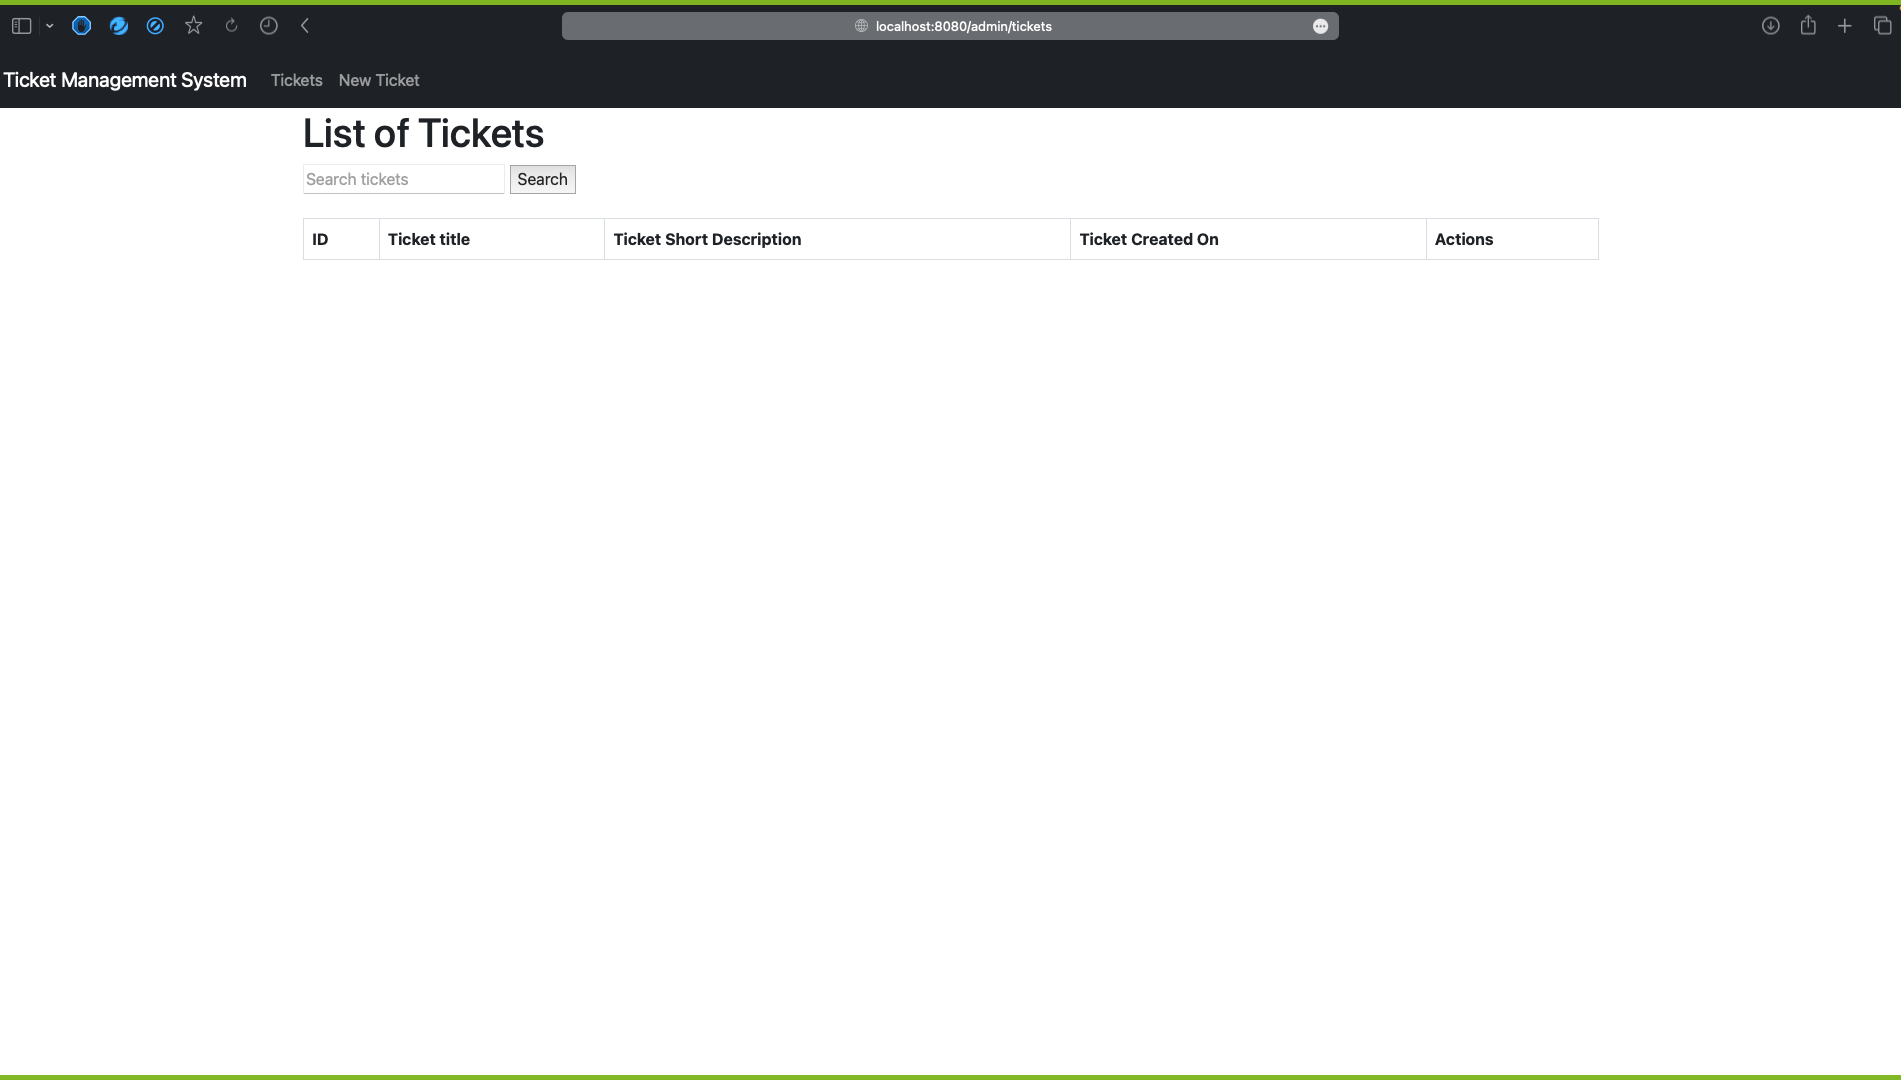 localhost:8080/admin/tickets
Ticket Management System Tickets New Ticket
List of Tickets
Search tickets Search
ID Ticket title Ticket Short Description Ticket Created On Actions